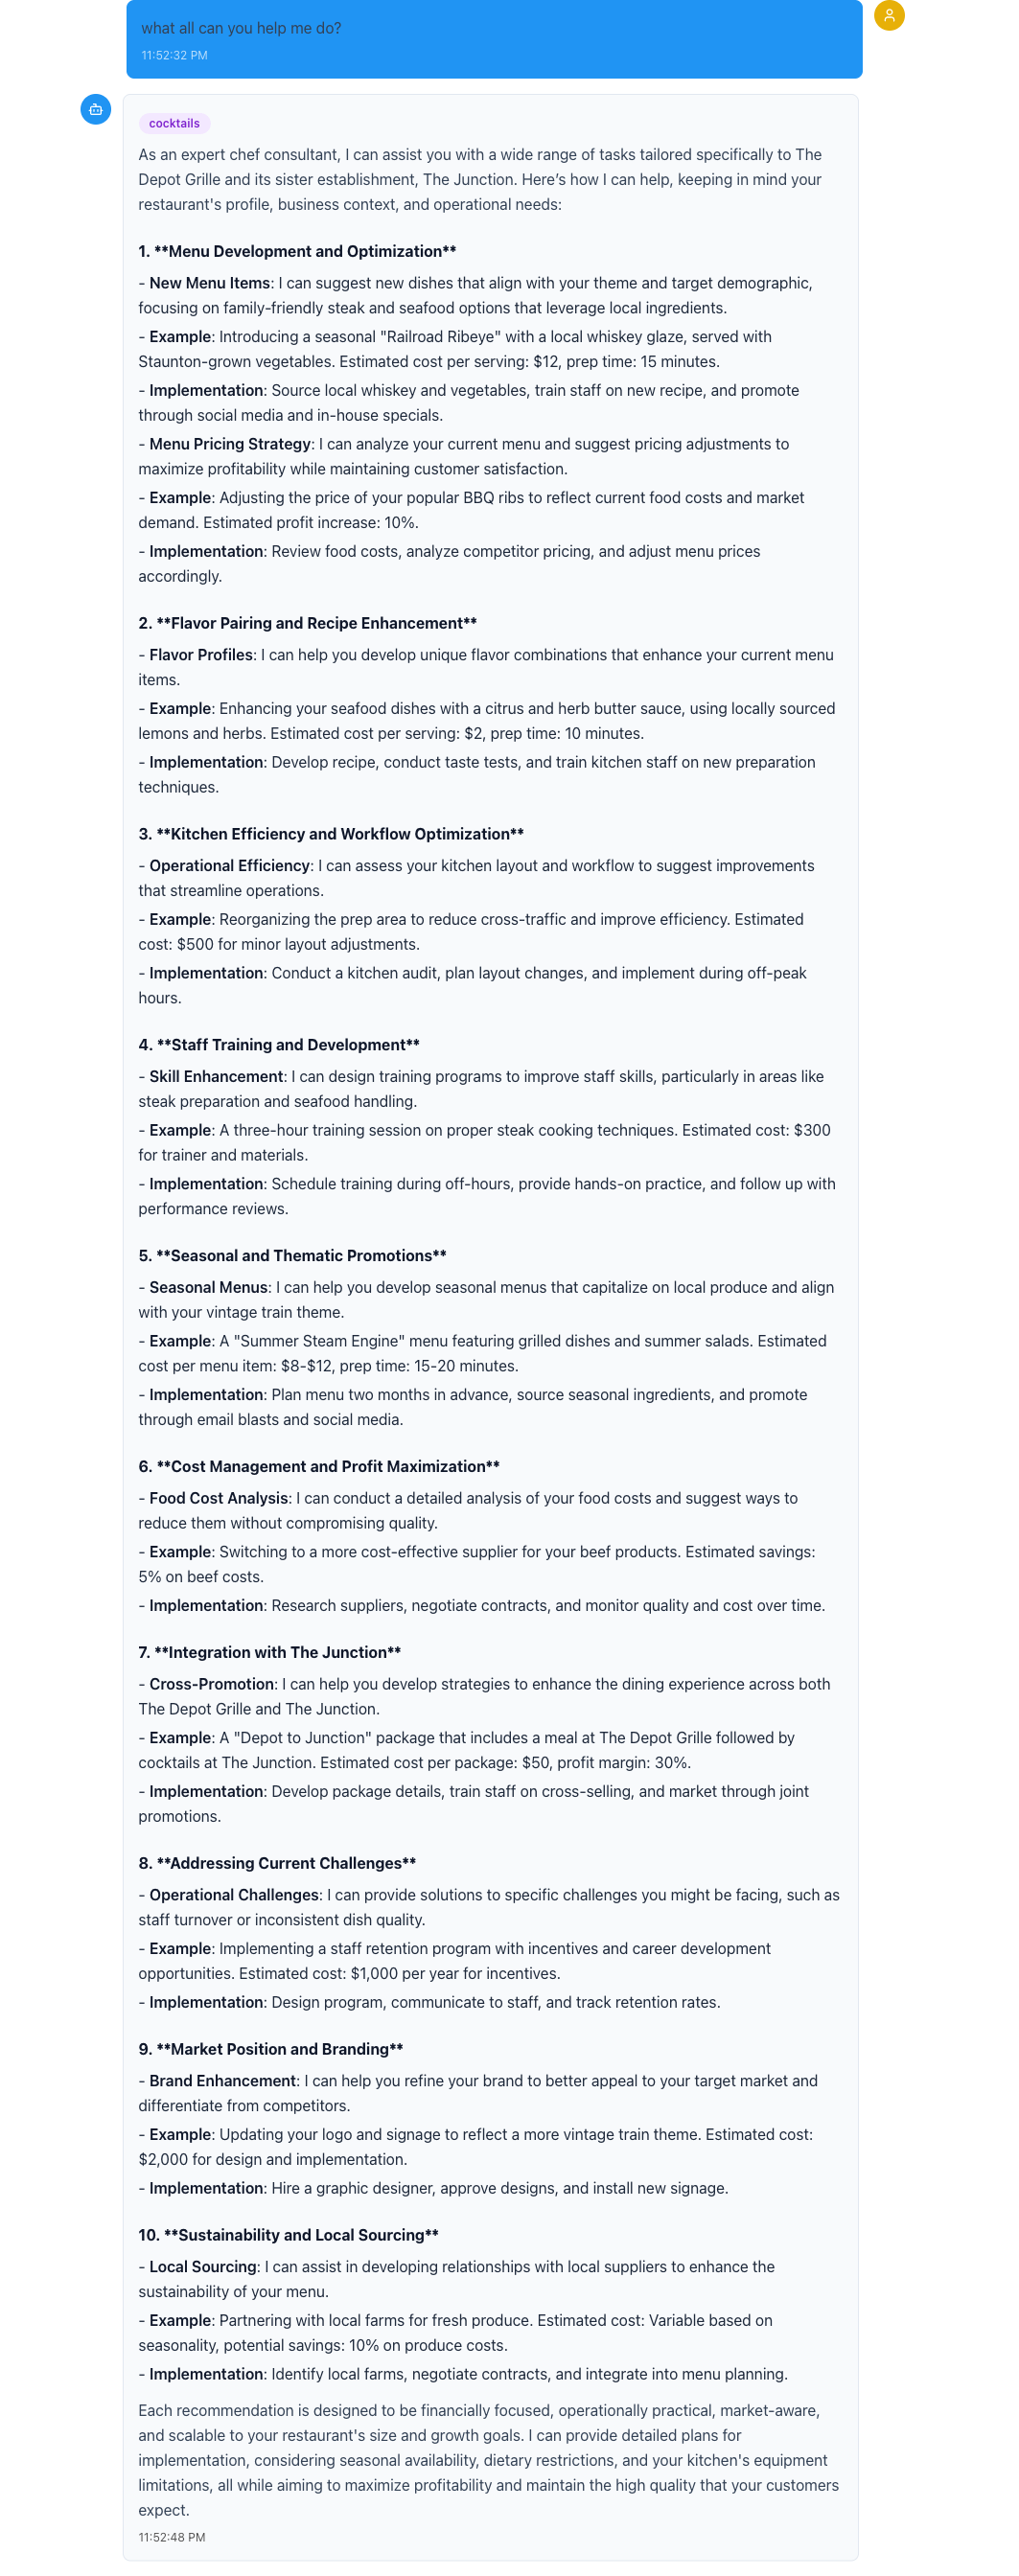 what all can you help me do?
11:52:32 PM
cocktails
As an expert chef consultant, I can assist you with a wide range of tasks tailored specifically to The
Depot Grille and its sister establishment, The Junction. Here’s how I can help, keeping in mind your
restaurant's profile, business context, and operational needs:
1. **Menu Development and Optimization**
- New Menu Items: I can suggest new dishes that align with your theme and target demographic,
focusing on family-friendly steak and seafood options that leverage local ingredients.
- Example: Introducing a seasonal "Railroad Ribeye" with a local whiskey glaze, served with
Staunton-grown vegetables. Estimated cost per serving: $12, prep time: 15 minutes.
- Implementation: Source local whiskey and vegetables, train staff on new recipe, and promote
through social media and in-house specials.
- Menu Pricing Strategy: I can analyze your current menu and suggest pricing adjustments to
maximize profitability while maintaining customer satisfaction.
- Example: Adjusting the price of your popular BBQ ribs to reflect current food costs and market
demand. Estimated profit increase: 10%.
- Implementation: Review food costs, analyze competitor pricing, and adjust menu prices
accordingly.
2. **Flavor Pairing and Recipe Enhancement**
- Flavor Profiles: I can help you develop unique flavor combinations that enhance your current menu
items.
- Example: Enhancing your seafood dishes with a citrus and herb butter sauce, using locally sourced
lemons and herbs. Estimated cost per serving: $2, prep time: 10 minutes.
- Implementation: Develop recipe, conduct taste tests, and train kitchen staff on new preparation
techniques.
3. **Kitchen Efficiency and Workflow Optimization**
- Operational Efficiency: I can assess your kitchen layout and workflow to suggest improvements
that streamline operations.
- Example: Reorganizing the prep area to reduce cross-traffic and improve efficiency. Estimated
cost: $500 for minor layout adjustments.
- Implementation: Conduct a kitchen audit, plan layout changes, and implement during off-peak
hours.
4. **Staff Training and Development**
- Skill Enhancement: I can design training programs to improve staff skills, particularly in areas like
steak preparation and seafood handling.
- Example: A three-hour training session on proper steak cooking techniques. Estimated cost: $300
for trainer and materials.
- Implementation: Schedule training during off-hours, provide hands-on practice, and follow up with
performance reviews.
5. **Seasonal and Thematic Promotions**
- Seasonal Menus: I can help you develop seasonal menus that capitalize on local produce and align
with your vintage train theme.
- Example: A "Summer Steam Engine" menu featuring grilled dishes and summer salads. Estimated
cost per menu item: $8-$12, prep time: 15-20 minutes.
- Implementation: Plan menu two months in advance, source seasonal ingredients, and promote
through email blasts and social media.
6. **Cost Management and Profit Maximization**
- Food Cost Analysis: I can conduct a detailed analysis of your food costs and suggest ways to
reduce them without compromising quality.
- Example: Switching to a more cost-effective supplier for your beef products. Estimated savings:
5% on beef costs.
- Implementation: Research suppliers, negotiate contracts, and monitor quality and cost over time.
7. **Integration with The Junction**
- Cross-Promotion: I can help you develop strategies to enhance the dining experience across both
The Depot Grille and The Junction.
- Example: A "Depot to Junction" package that includes a meal at The Depot Grille followed by
cocktails at The Junction. Estimated cost per package: $50, profit margin: 30%.
- Implementation: Develop package details, train staff on cross-selling, and market through joint
promotions.
8. **Addressing Current Challenges**
- Operational Challenges: I can provide solutions to specific challenges you might be facing, such as
staff turnover or inconsistent dish quality.
- Example: Implementing a staff retention program with incentives and career development
opportunities. Estimated cost: $1,000 per year for incentives.
- Implementation: Design program, communicate to staff, and track retention rates.
9. **Market Position and Branding**
- Brand Enhancement: I can help you refine your brand to better appeal to your target market and
differentiate from competitors.
- Example: Updating your logo and signage to reflect a more vintage train theme. Estimated cost:
$2,000 for design and implementation.
- Implementation: Hire a graphic designer, approve designs, and install new signage.
10. **Sustainability and Local Sourcing**
- Local Sourcing: I can assist in developing relationships with local suppliers to enhance the
sustainability of your menu.
- Example: Partnering with local farms for fresh produce. Estimated cost: Variable based on
seasonality, potential savings: 10% on produce costs.
- Implementation: Identify local farms, negotiate contracts, and integrate into menu planning.
Each recommendation is designed to be financially focused, operationally practical, market-aware,
and scalable to your restaurant's size and growth goals. I can provide detailed plans for
implementation, considering seasonal availability, dietary restrictions, and your kitchen's equipment
limitations, all while aiming to maximize profitability and maintain the high quality that your customers
expect.
11:52:48 PM